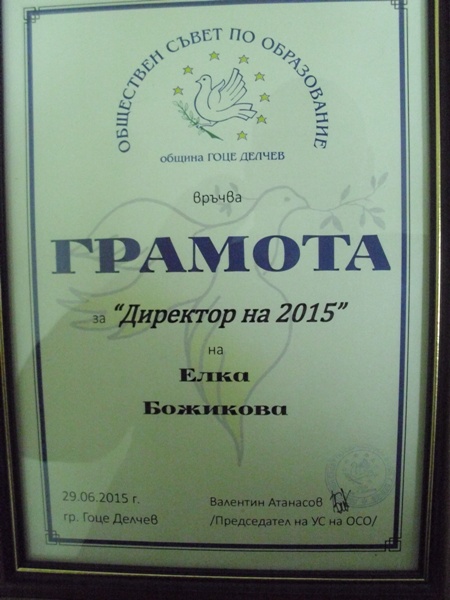 ОБЩЕСТВЕН СЪВЕТ ПО ОБРАЗОВАНИЕ
община ГОЦЕ ДЕЛЧЕВ
връчва
ГРАМОТА
за "Директор на 2015"
на
Елка
Божикова
29.06.2015 г.
гр. Гоце Делчев
Валентин Атанасов
/Председател на УС на ОСО/